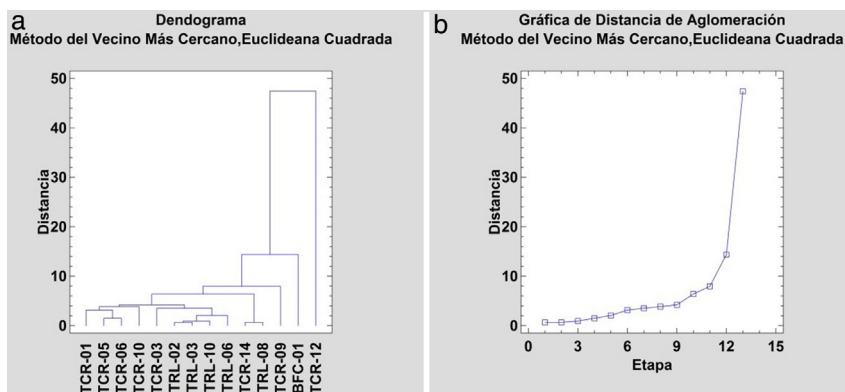 a
Dendograma
Método del Vecino Más Cercano,Euclideana Cuadrada
50
40
30
20
10
0
Distancia
TCR-01
TCR-05
TCR-06
TCR-10
TCR-03
TRL-02
TRL-03
TRL-10
TRL-06
TCR-14
TRL-08
TCR-09
BFC-01
TCR-12
b
Gráfica de Distancia de Aglomeración
Método del Vecino Más Cercano,Euclideana Cuadrada
50
40
30
20
10
0
Distancia
0 3 6 9 12 15
Etapa